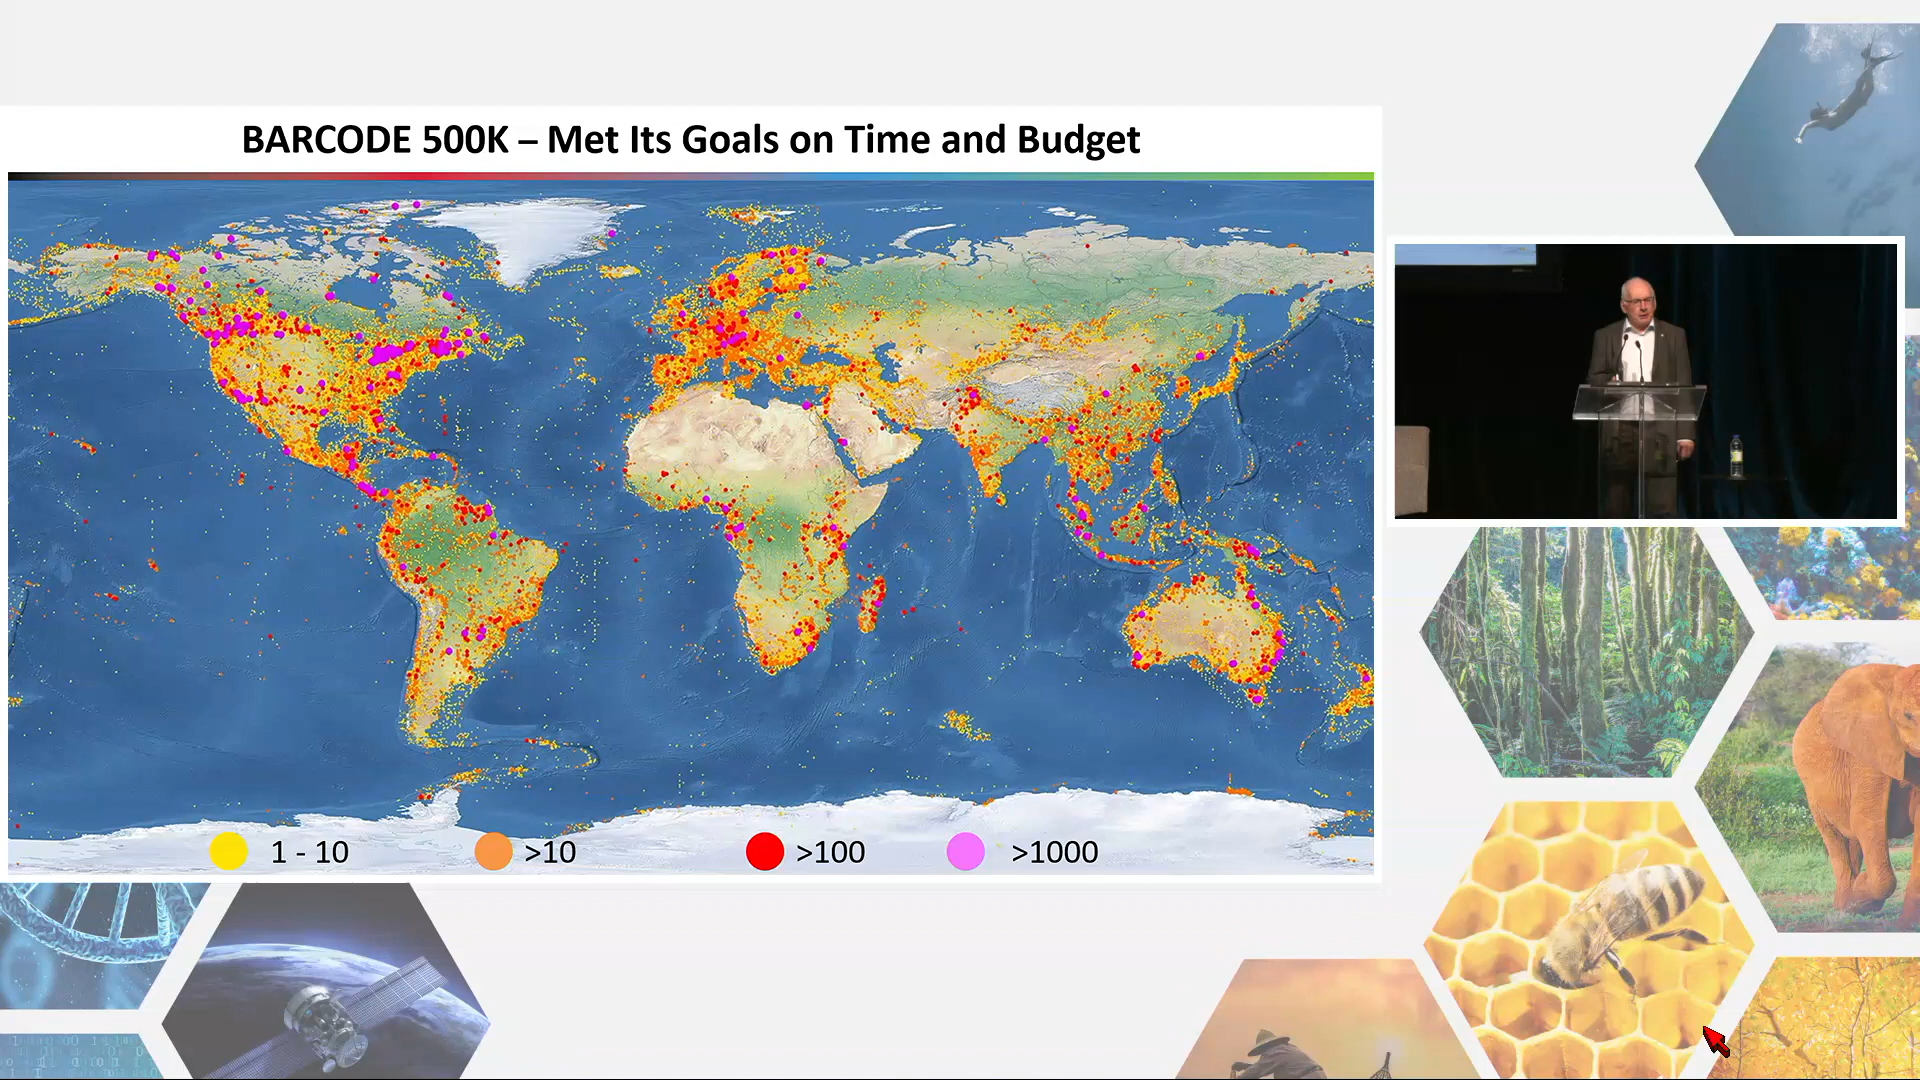 BARCODE 500K – Met Its Goals on Time and Budget
1 - 10
>10
>100
>1000